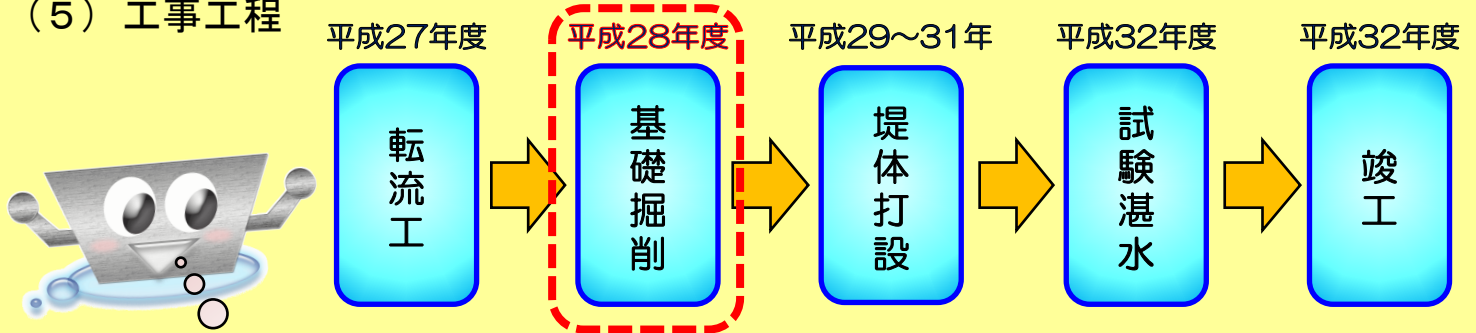 （5）工事工程
平成27年度
平成28年度
平成29～31年
平成32年度
平成32年度
転流工
基礎掘削
堤体打設
試験湛水
竣工